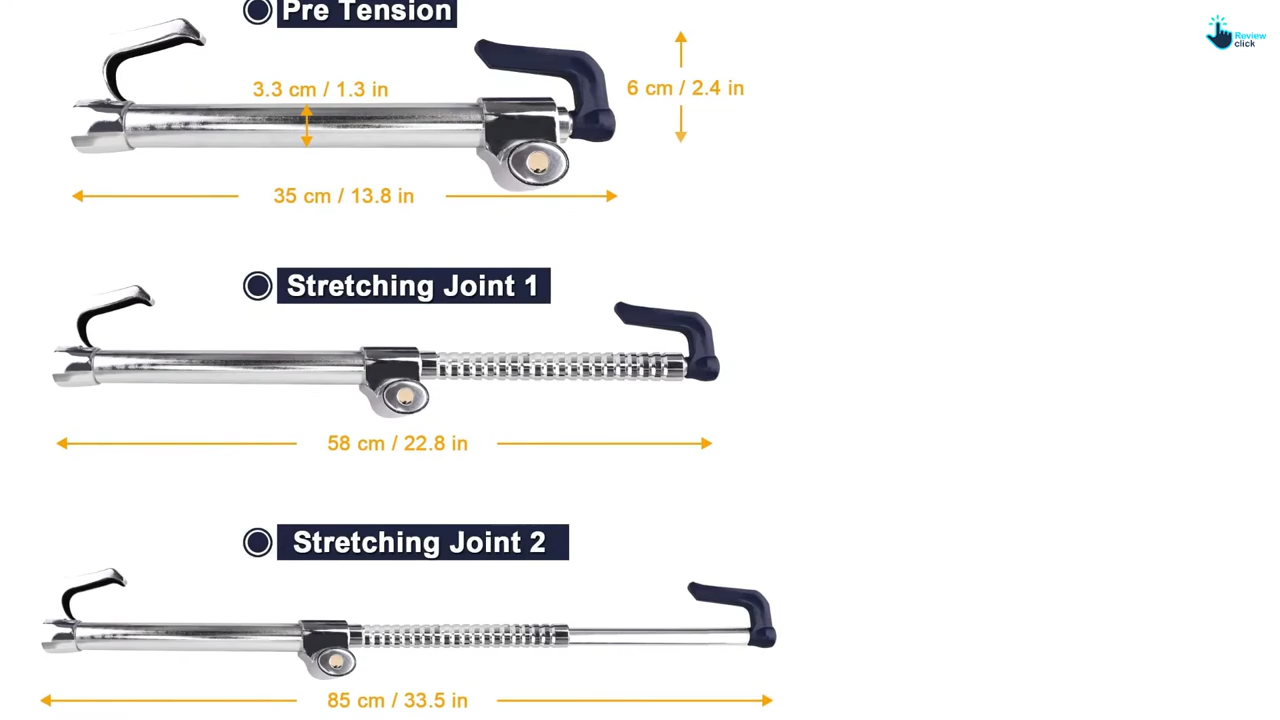 Pre Tension
Review
click
3.3 cm / 1.3 in
6 cm / 2.4 in
35 cm / 13.8 in
Stretching Joint 1
58 cm / 22.8 in
Stretching Joint 2
85 cm / 33.5 in